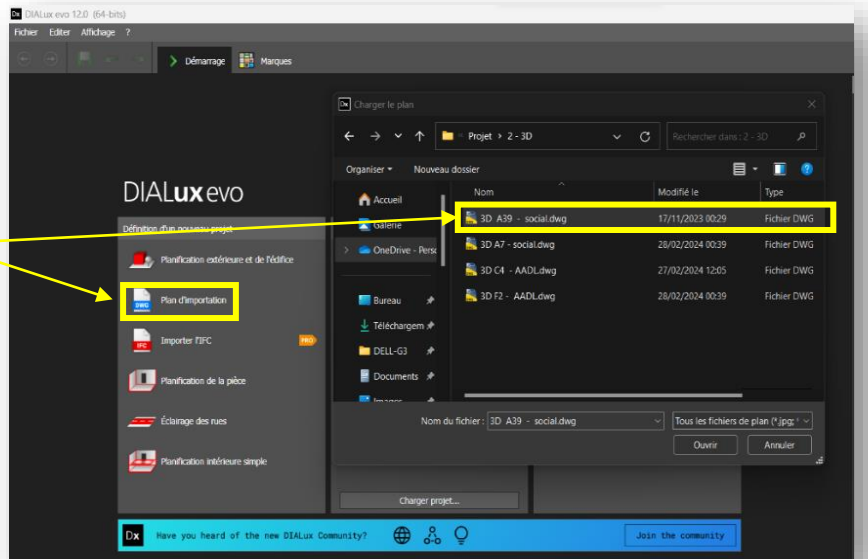 DIALux evo 12.0 (64-bits)
Fichier Editer Affichage ?
Démarrage Marques
Charger le plan
Projet > 2 - 3D
Rechercher dans : 2 - 3D
Organiser Nouveau dossier
Nom Modifié le Type
Accueil
Galerie
OneDrive - Perso
Bureau
Téléchargem
DELL-G3
Documents
Images
3D A39 - social.dwg 17/11/2023 00:29 Fichier DWG
3D A7 - social.dwg 28/02/2024 00:39 Fichier DWG
3D C4 - AADL.dwg 27/02/2024 12:05 Fichier DWG
3D F2 - AADL.dwg 28/02/2024 00:39 Fichier DWG
Nom du fichier : 3D A39 - social.dwg Tous les fichiers de plan (*.jpg; *
Ouvrir Annuler
DIALux evo
Définition d'un nouveau projet
Planification extérieure et de l'édifice
DWG
Plan d'importation
IFC
Importer l'IFC PRO
Planification de la pièce
Éclairage des rues
Planification intérieure simple
Charger projet...
Dx Have you heard of the new DIALux Community? Join the community